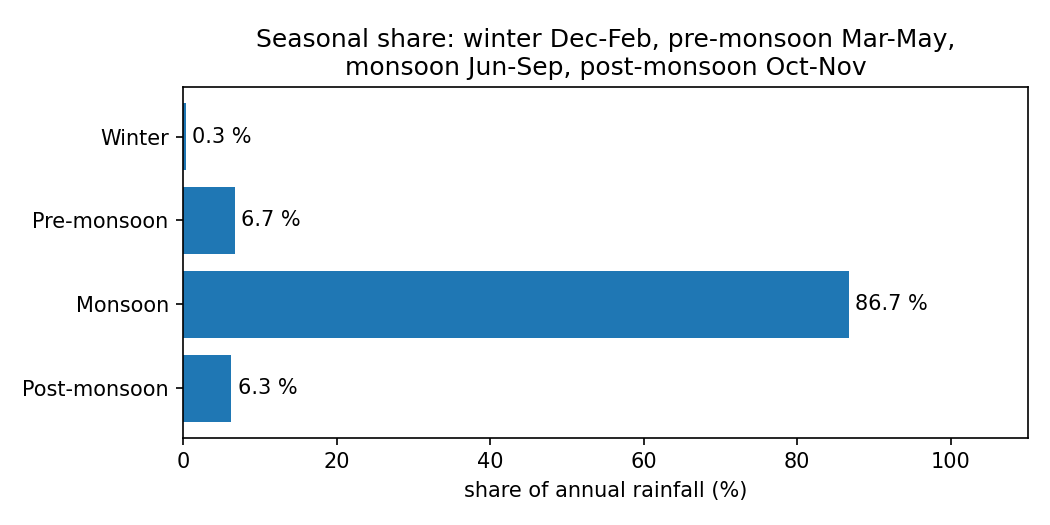 Seasonal share: winter Dec-Feb, pre-monsoon Mar-May,
monsoon Jun-Sep, post-monsoon Oct-Nov
Winter
0.3 %
Pre-monsoon
6.7 %
Monsoon
86.7 %
Post-monsoon
6.3 %
0 20 40 60 80 100
share of annual rainfall (%)